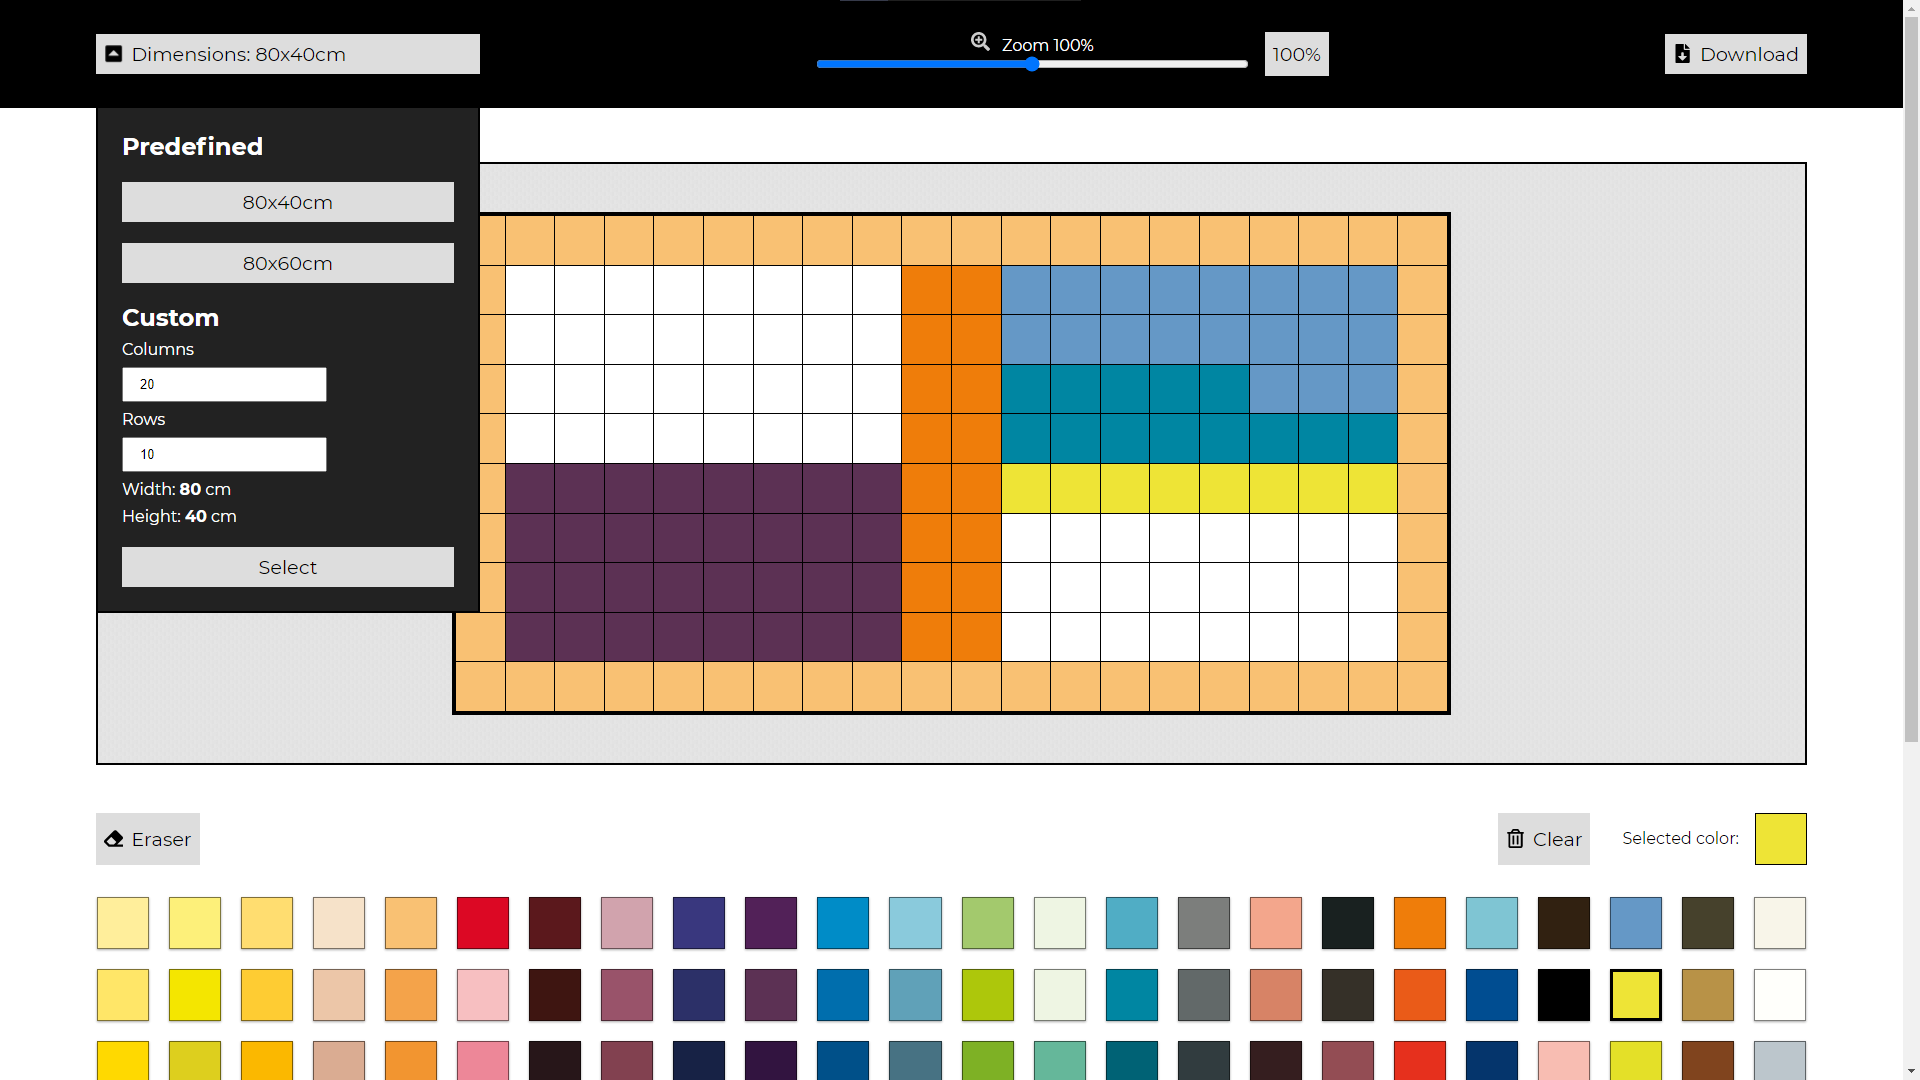 Dimensions: 80x40cm
Zoom 100%
100%
Download
Predefined
80x40cm
80x60cm
Custom
Columns
20
Rows
10
Width: 80 cm
Height: 40 cm
Select
Eraser
Clear
Selected color: